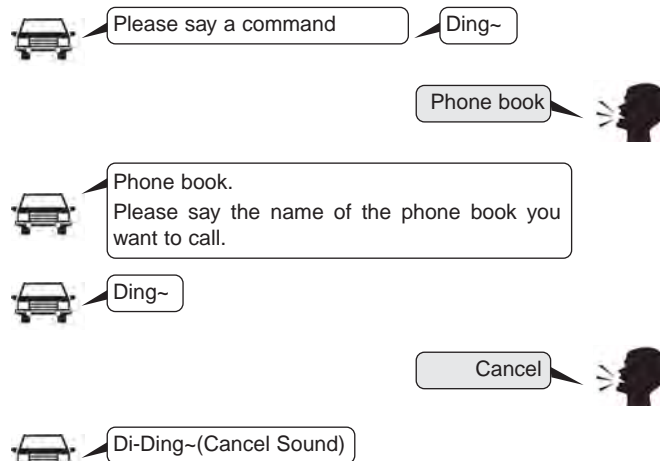 Please say a command
Ding~
Phone book
Phone book.
Please say the name of the phone book you
want to call.
Ding~
Cancel
Di-Ding~(Cancel Sound)